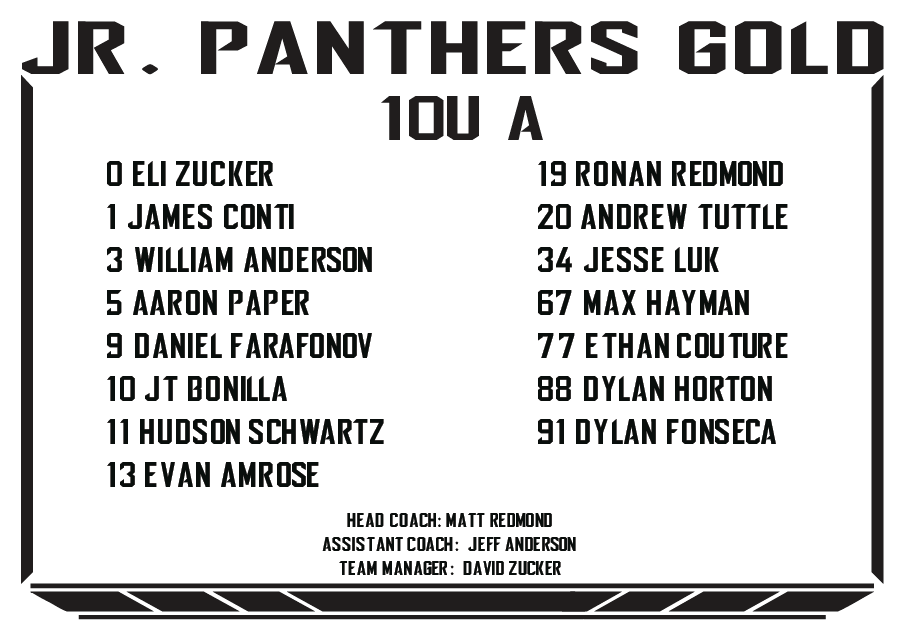 JR. PANTHERS GOLD
10U A
0 ELI ZUCKER
1 JAMES CONTI
3 WILLIAM ANDERSON
5 AARON PAPER
9 DANIEL FARAFONOV
10 JT BONILLA
11 HUDSON SCHWARTZ
13 EVAN AMROSE
19 RONAN REDMOND
20 ANDREW TUTTLE
34 JESSE LUK
67 MAX HAYMAN
77 ETHAN COUTURE
88 DYLAN HORTON
91 DYLAN FONSECA
HEAD COACH: MATT REDMOND
ASSISTANT COACH: JEFF ANDERSON
TEAM MANAGER: DAVID ZUCKER